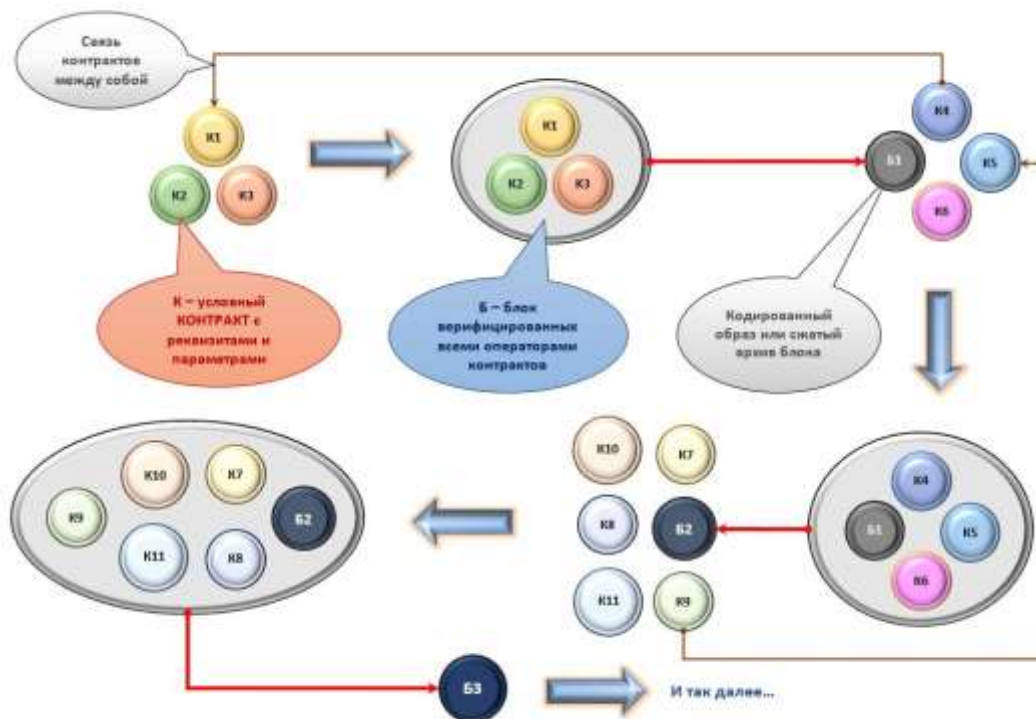 Связь
контрактов
между собой
К1
К2
К3
К1
К2
К3
К4
Б1
К5
К6
К – условный
КОНТРАКТ с
реквизитами и
параметрами
Б – блок
верифицированных
всеми операторами
контрактов
Кодированный
образ или сжатый
архив блока
К10
К7
К9
Б2
К11
К8
К10
К7
К8
Б2
К11
К9
К4
Б1
К5
К6
Б3
И так далее...